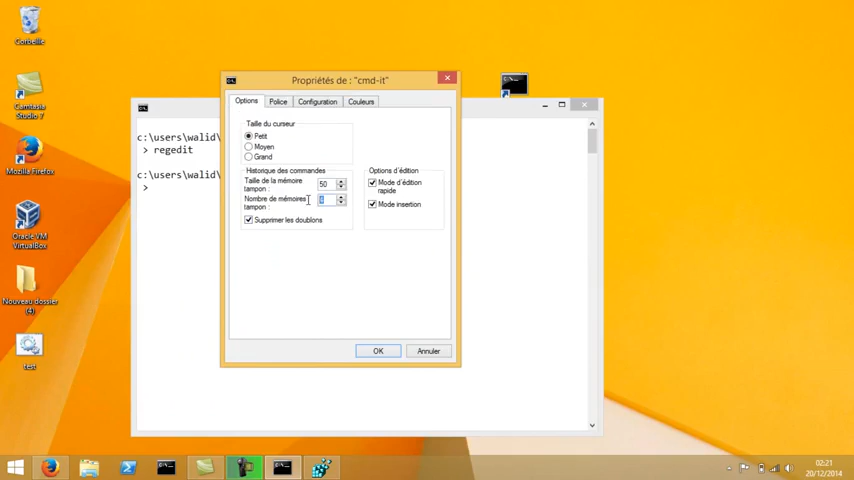 Corbeille
Camtasia
Studio 7
Mozilla Firefox
Oracle VM
VirtualBox
Nouveau dossier
(4)
test
c:\users\walid\
> regedit
c:\users\walid\
>
Propriétés de : "cmd-it"
Options
Police
Configuration
Couleurs
Taille du curseur
Petit
Moyen
Grand
Historique des commandes
Taille de la mémoire
tampon :
50
Nombre de mémoires
tampon :
Supprimer les doublons
Options d'édition
Mode d'édition
rapide
Mode insertion
OK
Annuler
02:21
20/12/2014